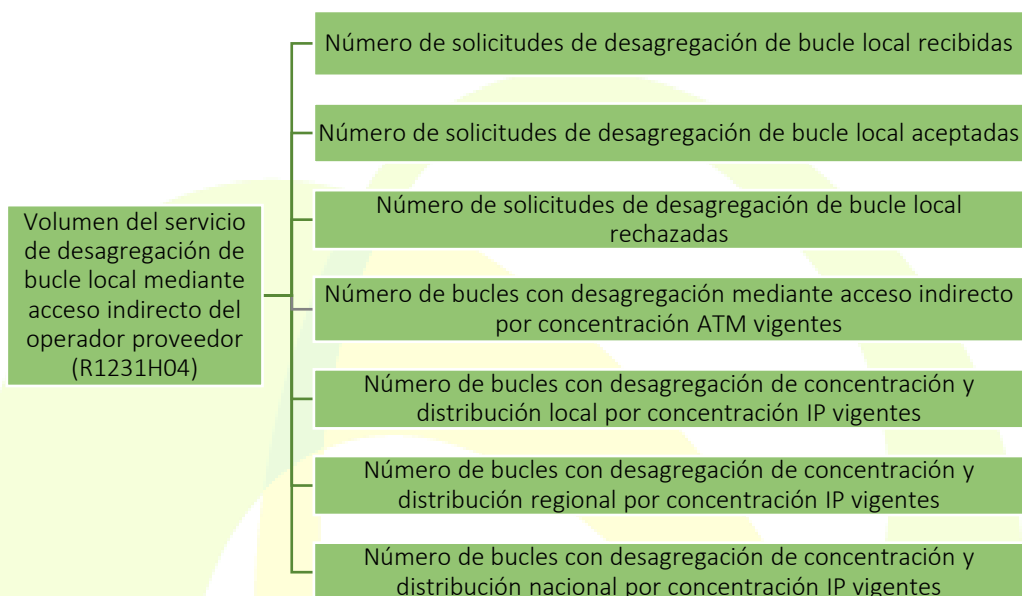 Volumen del servicio
de desagregación de
bucle local mediante
acceso indirecto del
operador proveedor
(R1231H04)
Número de solicitudes de desagregación de bucle local recibidas
Número de solicitudes de desagregación de bucle local aceptadas
Número de solicitudes de desagregación de bucle local
rechazadas
Número de bucles con desagregación mediante acceso indirecto
por concentración ATM vigentes
Número de bucles con desagregación de concentración y
distribución local por concentración IP vigentes
Número de bucles con desagregación de concentración y
distribución regional por concentración IP vigentes
Número de bucles con desagregación de concentración y
distribución nacional por concentración IP vigentes